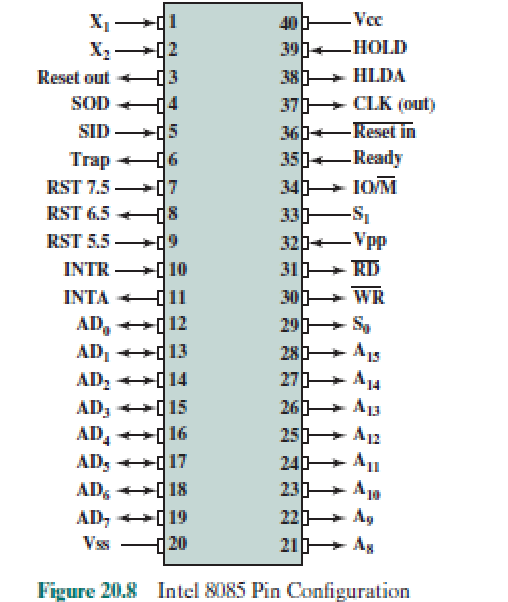 X₁ 1 40 Vcc
X₂ 2 39 HOLD
Reset out 3 38 HLDA
SOD 4 37 CLK (out)
SID 5 36 R̅e̅s̅e̅t̅ ̅i̅n̅
Trap 6 35 Ready
RST 7.5 7 34 IO/M̅
RST 6.5 8 33 S₁
RST 5.5 9 32 Vpp
INTR 10 31 R̅D̅
INTA 11 30 W̅R̅
AD₀ 12 29 S₀
AD₁ 13 28 A₁₅
AD₂ 14 27 A₁₄
AD₃ 15 26 A₁₃
AD₄ 16 25 A₁₂
AD₅ 17 24 A₁₁
AD₆ 18 23 A₁₀
AD₇ 19 22 A₉
Vss 20 21 A₈
Figure 20.8 Intel 8085 Pin Configuration